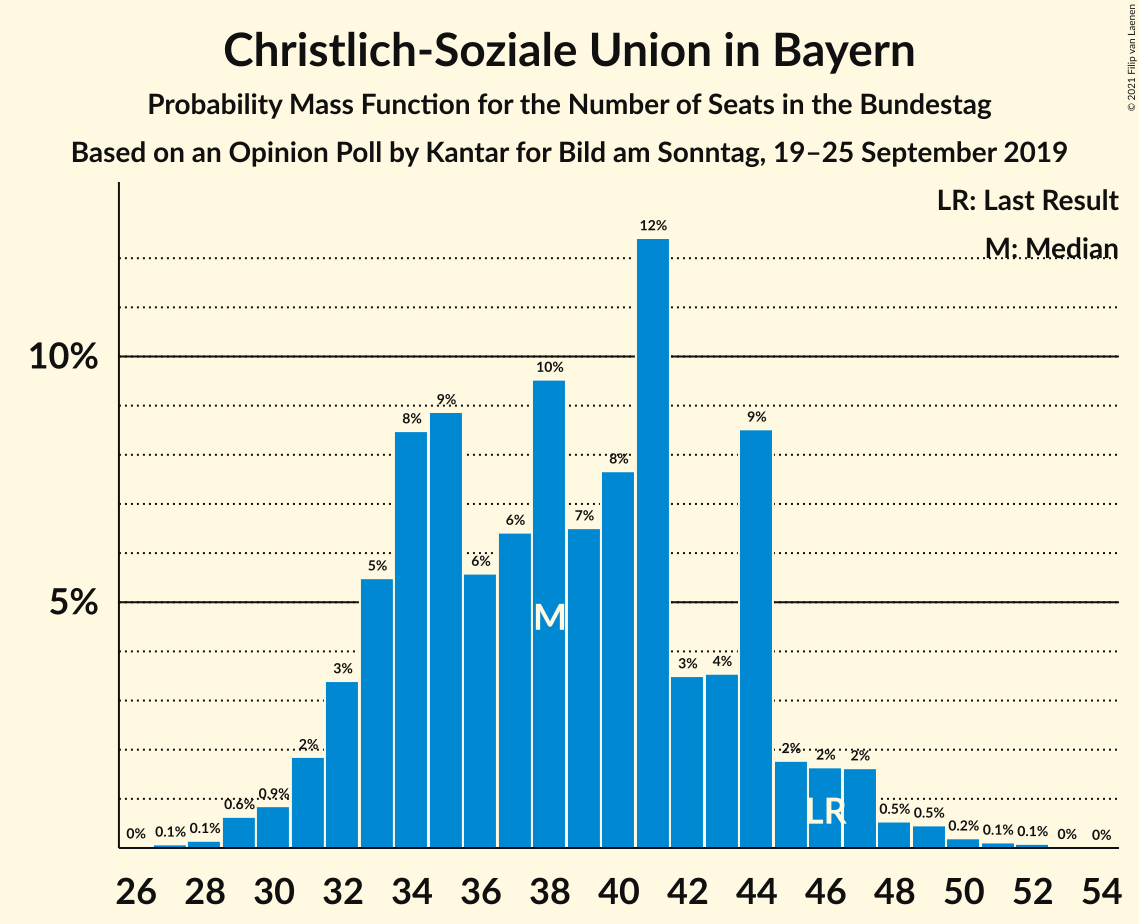 Christlich-Soziale Union in Bayern
Probability Mass Function for the Number of Seats in the Bundestag
Based on an Opinion Poll by Kantar for Bild am Sonntag, 19–25 September 2019
© 2021 Filip van Laenen
LR: Last Result
M: Median
10%
5%
0% 0.1% 0.1% 0.6% 0.9% 2% 3% 5% 8% 9% 6% 6% 10% 7% 8% 12% 3% 4% 9% 2% 2% 2% 0.5% 0.5% 0.2% 0.1% 0.1% 0% 0%
M
LR
26 28 30 32 34 36 38 40 42 44 46 48 50 52 54